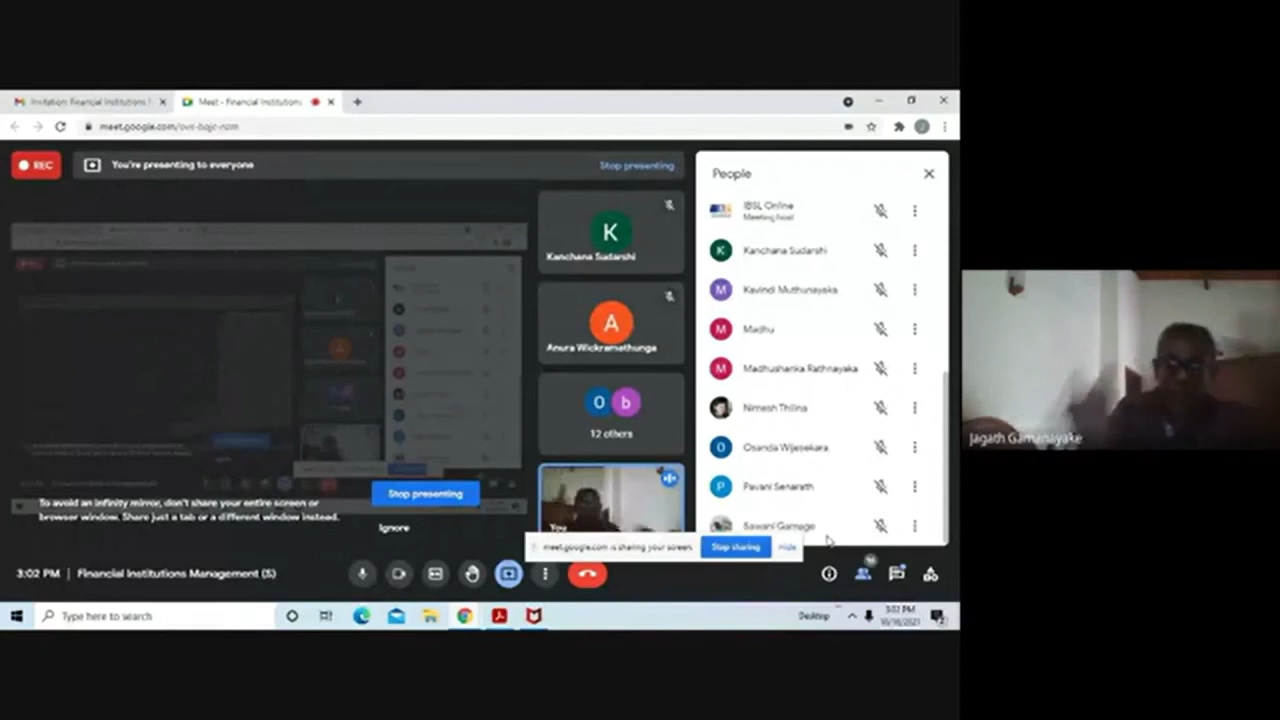 Invitation: Financial Institutions
Meet - Financial Institutions
meet.google.com/ovs-bqjc-nzm
REC
You're presenting to everyone
Stop presenting
People
IBSL Online
Meeting host
K
Kanchana Sudarshi
K
Kanchana Sudarshi
M
Kavindi Muthunayaka
A
Anura Wickramathunga
M
Madhu
M
Madhushanka Rathnayaka
O b
12 others
Nimesh Thilina
O
Osanda Wijesekara
P
Pavani Senarath
Sawani Gamage
Stop presenting
To avoid an infinity mirror, don't share your entire screen or
browser window. Share just a tab or a different window instead.
Ignore
You
meet.google.com is sharing your screen.
Stop sharing
Hide
3:02 PM | Financial Institutions Management (S)
Type here to search
Desktop
3:02 PM
10/16/2021
Jagath Gamanayake